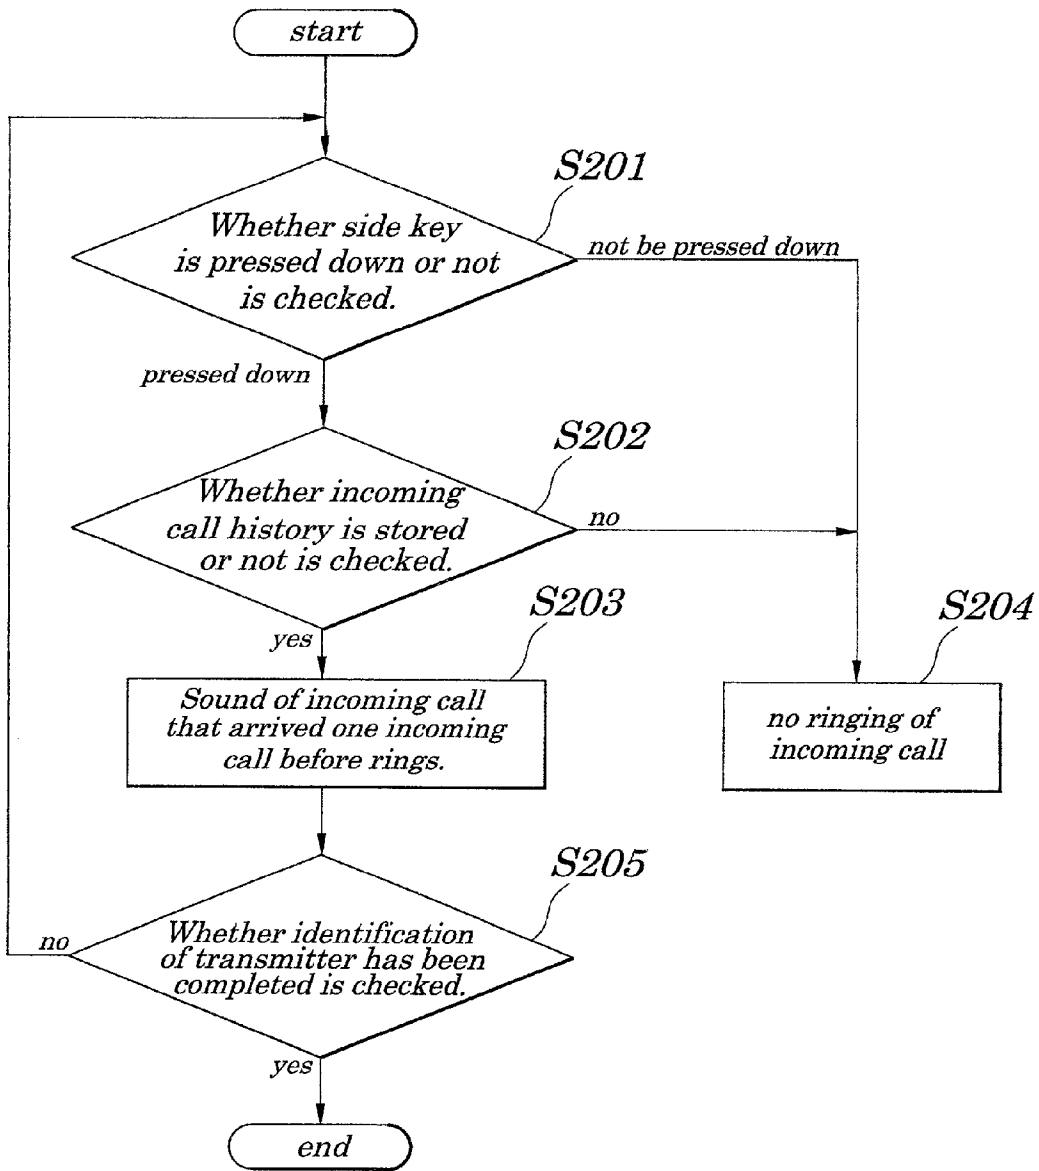 start
S201
Whether side key
is pressed down or not
is checked.
not be pressed down
pressed down
S202
Whether incoming
call history is stored
or not is checked.
no
yes
S203
Sound of incoming call
that arrived one incoming
call before rings.
S204
no ringing of
incoming call
S205
Whether identification
of transmitter has been
completed is checked.
no
yes
end